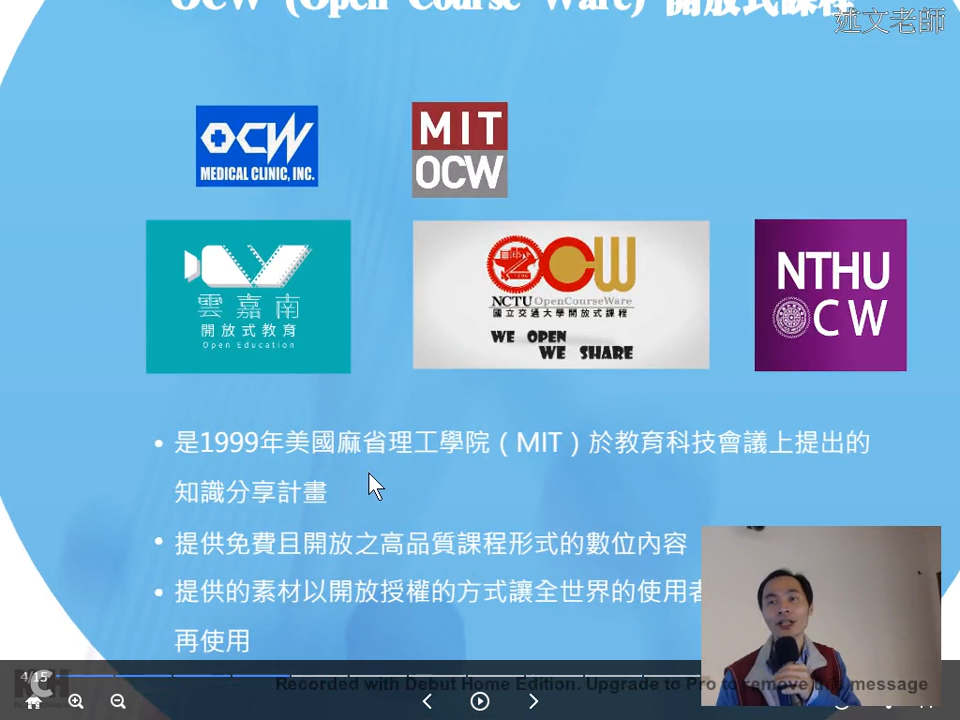 OCW (Open Course Ware) 開放式課程
述文老師
OCW
MEDICAL CLINIC, INC.
MIT
OCW
雲嘉南
開放式教育
Open Education
OCW
NCTU OpenCourseWare
國立交通大學開放式課程
WE OPEN
WE SHARE
NTHU
OCW
• 是1999年美國麻省理工學院（MIT）於教育科技會議上提出的
知識分享計畫
• 提供免費且開放之高品質課程形式的數位內容
• 提供的素材以開放授權的方式讓全世界的使用者
再使用
4/15
Recorded with Debut Home Edition. Upgrade to Pro to remove this message